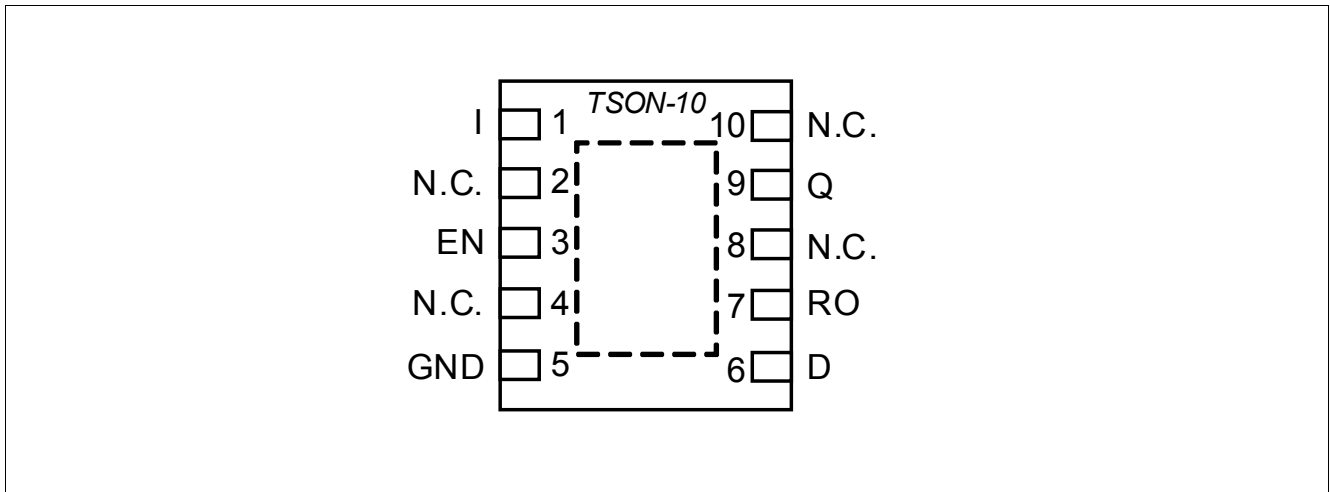 TSON-10
I 1 10 N.C.
N.C. 2 9 Q
EN 3 8 N.C.
N.C. 4 7 RO
GND 5 6 D